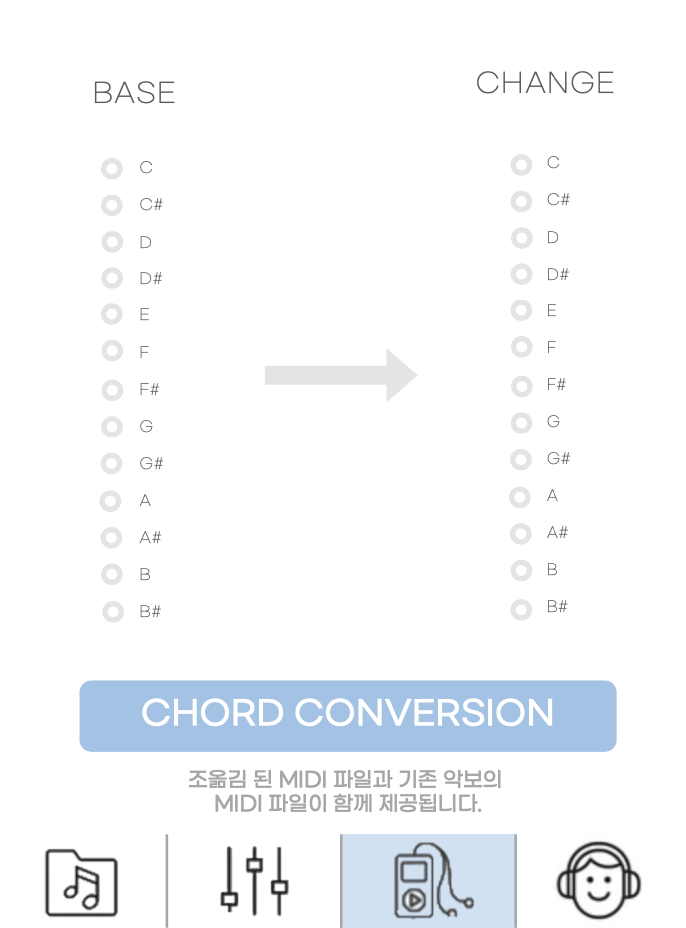 BASE
CHANGE
C
C#
D
D#
E
F
F#
G
G#
A
A#
B
B#
C
C#
D
D#
E
F
F#
G
G#
A
A#
B
B#
CHORD CONVERSION
조옮김 된 MIDI 파일과 기존 악보의
MIDI 파일이 함께 제공됩니다.